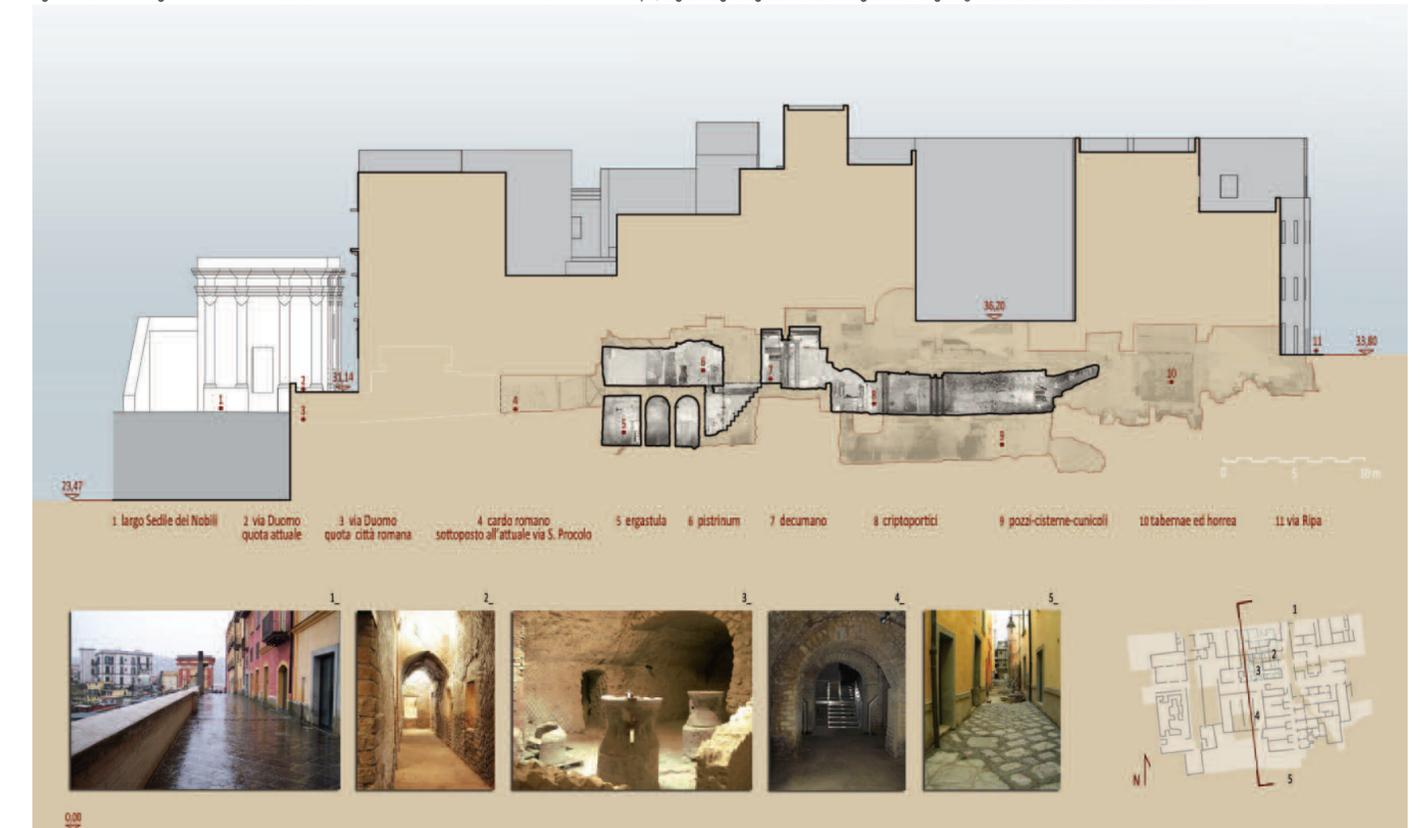 36,20
31,14
33,80
11
2
1
3
4
5
6
7
8
9
10
0 5 10 m
23,47
1 largo Sedile dei Nobili
2 via Duomo
quota attuale
3 via Duomo
quota città romana
4 cardo romano
sottoposto all'attuale via S. Procolo
5 ergastula
6 pistrinum
7 decumano
8 criptoportici
9 pozzi-cisterne-cunicoli
10 tabernae ed horrea
11 via Ripa
1_
2_
3_
4_
5_
1
2
3
4
5
N
0,00